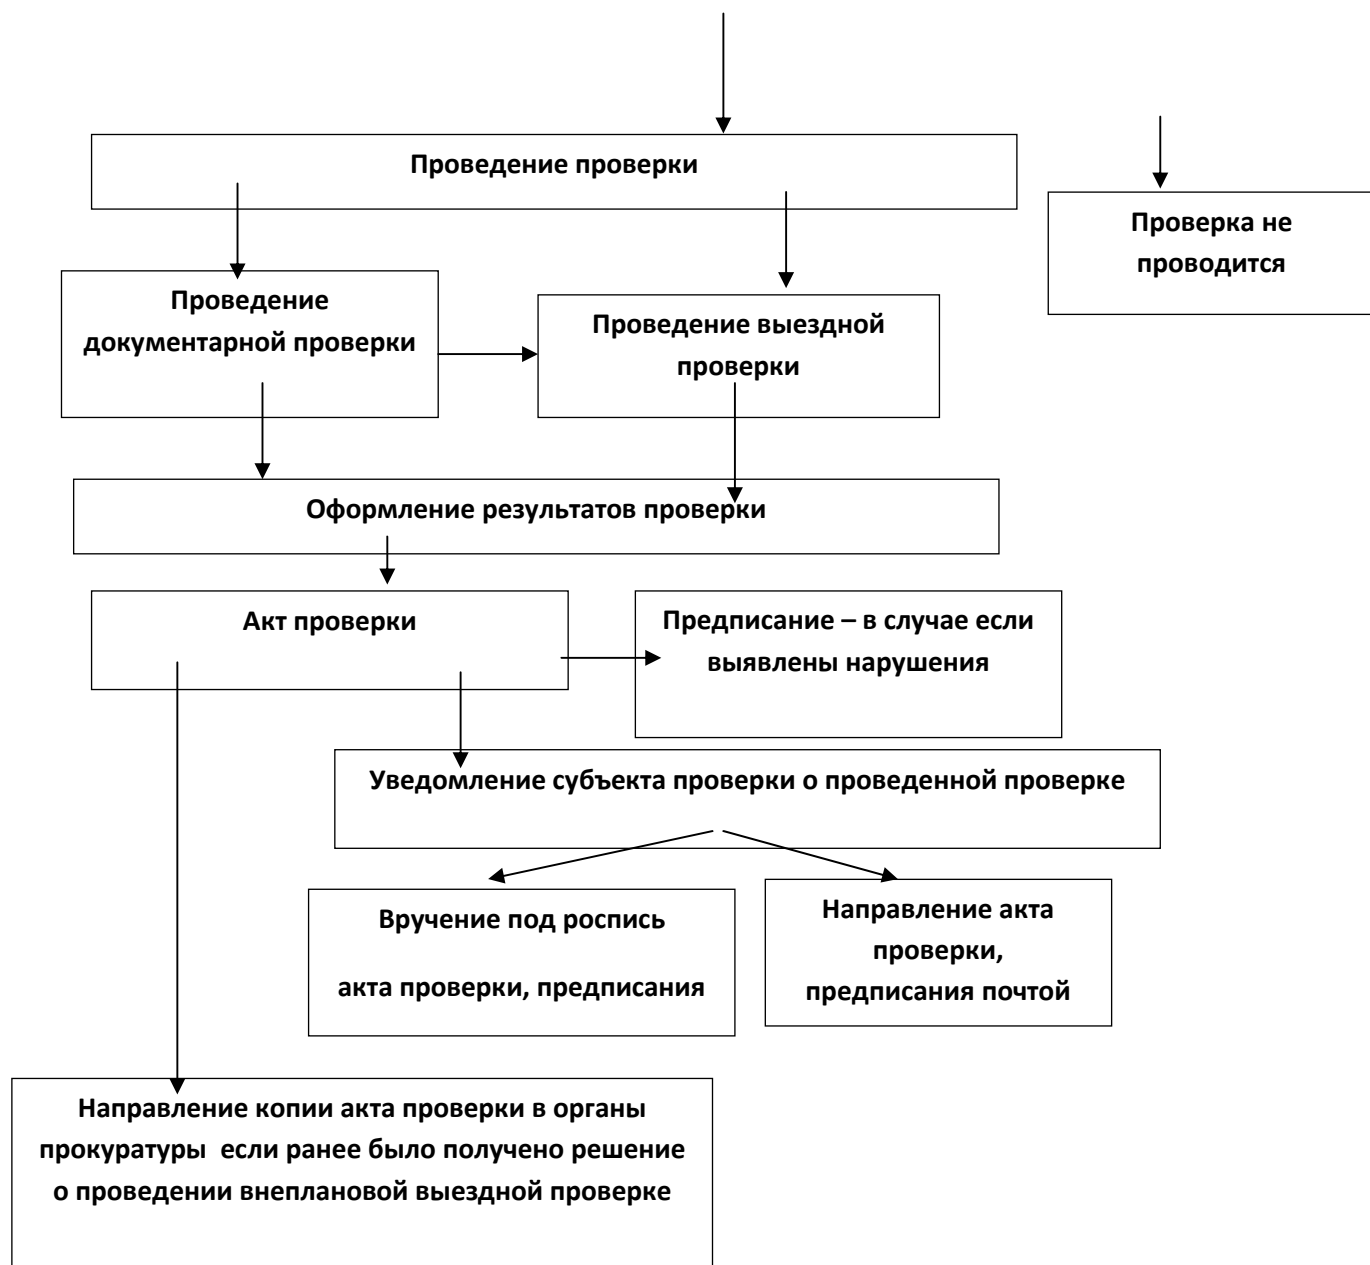 Проведение проверки
Проверка не
проводится
Проведение
документарной проверки
Проведение выездной
проверки
Оформление результатов проверки
Акт проверки
Предписание – в случае если
выявлены нарушения
Уведомление субъекта проверки о проведенной проверке
Вручение под роспись
акта проверки, предписания
Направление акта
проверки,
предписания почтой
Направление копии акта проверки в органы
прокуратуры если ранее было получено решение
о проведении внеплановой выездной проверке